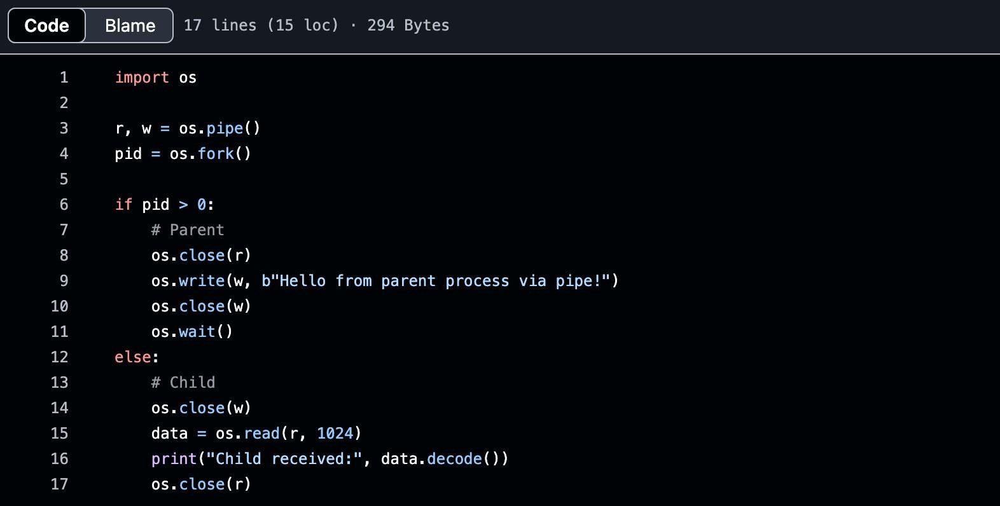 Code Blame 17 lines (15 loc) · 294 Bytes
1 import os
2
3 r, w = os.pipe()
4 pid = os.fork()
5
6 if pid > 0:
7     # Parent
8     os.close(r)
9     os.write(w, b"Hello from parent process via pipe!")
10     os.close(w)
11     os.wait()
12 else:
13     # Child
14     os.close(w)
15     data = os.read(r, 1024)
16     print("Child received:", data.decode())
17     os.close(r)